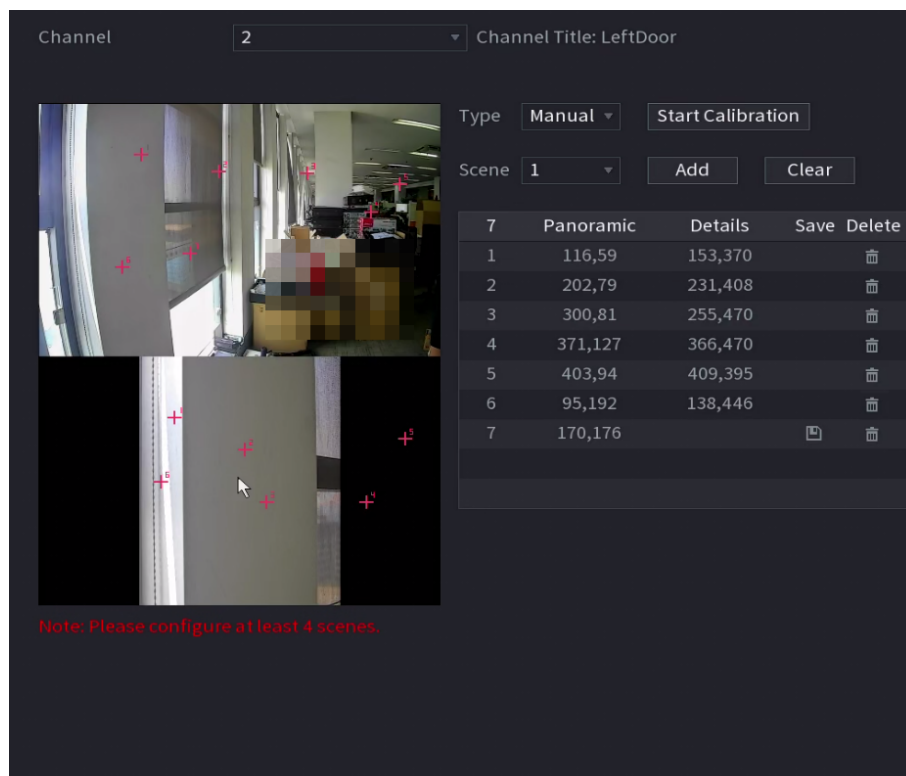 Channel 2 Channel Title: LeftDoor
Type Manual Start Calibration
Scene 1 Add Clear
7 Panoramic Details Save Delete
1 116,59 153,370
2 202,79 231,408
3 300,81 255,470
4 371,127 366,470
5 403,94 409,395
6 95,192 138,446
7 170,176
Note: Please configure at least 4 scenes.